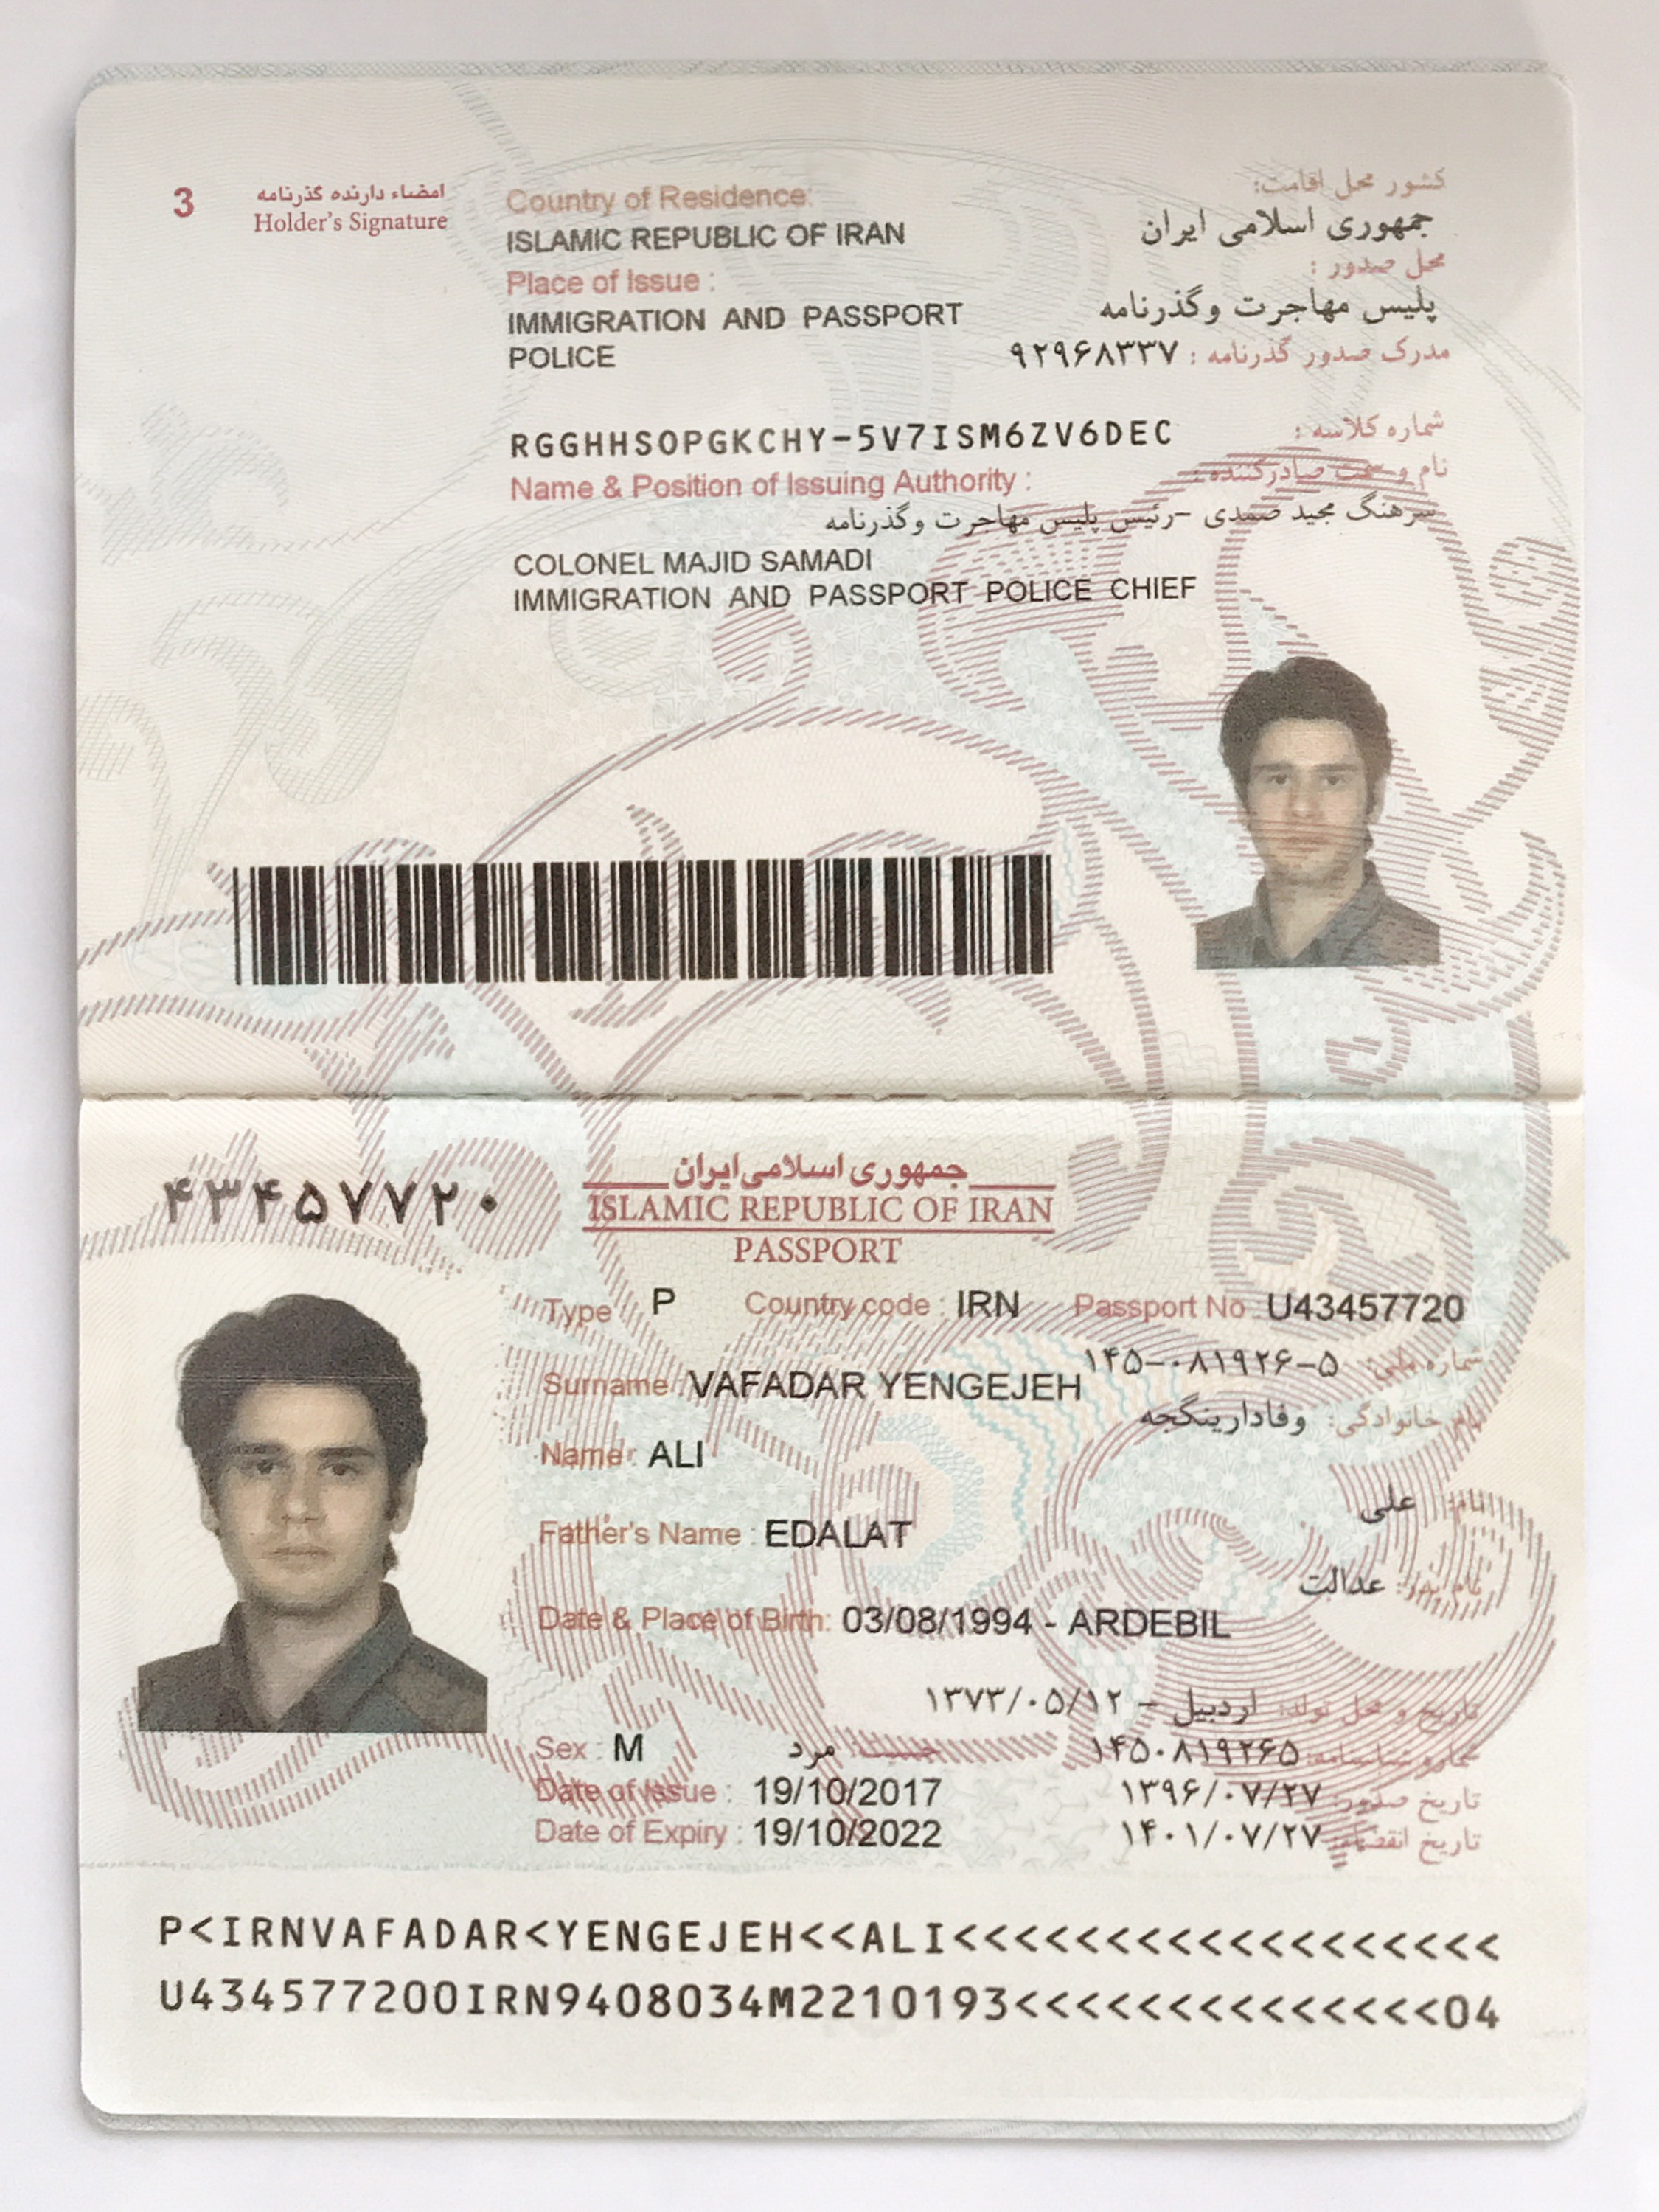 3
امضاء دارنده گذرنامه
Holder's Signature
Country of Residence:
کشور محل اقامت:
ISLAMIC REPUBLIC OF IRAN
جمهوری اسلامی ایران
Place of Issue :
محل صدور :
IMMIGRATION AND PASSPORT
POLICE
پلیس مهاجرت وگذرنامه
مدرک صدور گذرنامه : ۹۲۹۶۸۳۳۷
شماره کلاسه :
RGGHHSOPGKCHY-5V7ISM6ZV6DEC
Name & Position of Issuing Authority :
نام و سمت صادرکننده :
سرهنگ مجید صمدی -رئیس پلیس مهاجرت وگذرنامه
COLONEL MAJID SAMADI
IMMIGRATION AND PASSPORT POLICE CHIEF
۴۳۴۵۷۷۲۰
جمهوری اسلامی ایران
ISLAMIC REPUBLIC OF IRAN
PASSPORT
Type P Country code : IRN Passport No U43457720
شماره ملی: ۱۴۵-۰۸۱۹۲۶-۵
Surname : VAFADAR YENGEJEH
نام خانوادگی: وفادارینگجه
Name : ALI
نام: علی
Father's Name : EDALAT
نام پدر: عدالت
Date & Place of Birth: 03/08/1994 - ARDEBIL
تاریخ و محل تولد: اردبیل - ۱۳۷۳/۰۵/۱۲
Sex : M
جنسیت: مرد
شماره شناسنامه: ۱۴۵۰۸۱۹۲۶۵
Date of Issue : 19/10/2017
تاریخ صدور: ۱۳۹۶/۰۷/۲۷
Date of Expiry : 19/10/2022
تاریخ انقضاء: ۱۴۰۱/۰۷/۲۷
P<IRNVAFADAR<YENGEJEH<<ALI<<<<<<<<<<<<<<<<<<
U434577200IRN9408034M2210193<<<<<<<<<<<<<<04